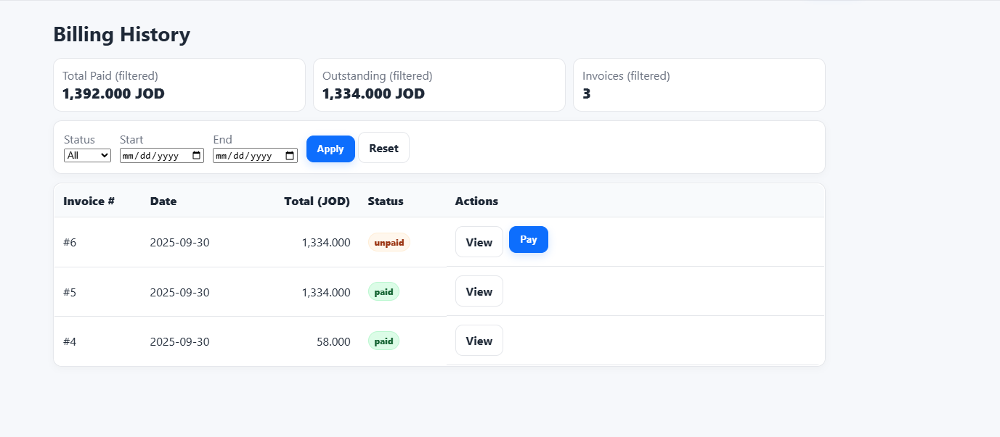 Billing History
Total Paid (filtered) Outstanding (filtered) Invoices (filtered)
1,392.000 JOD 1,334.000 JOD 3
Status Start End
All mm/dd/yyyy mm/dd/yyyy Apply Reset
Invoice # Date Total (JOD) Status Actions
#6 2025-09-30 1,334.000 unpaid View Pay
#5 2025-09-30 1,334.000 paid View
#4 2025-09-30 58.000 paid View